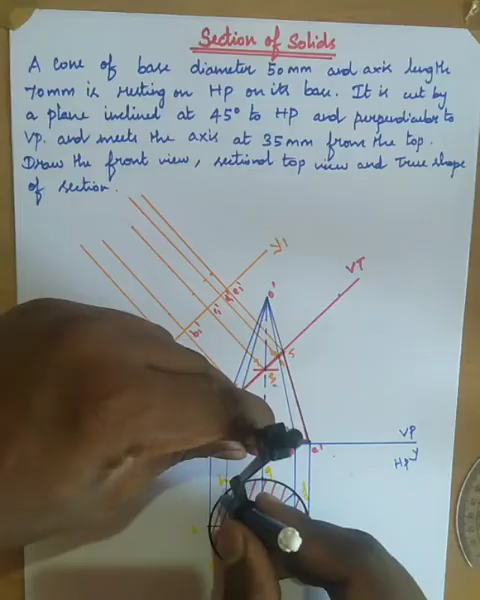 Section of Solids
A Cone of base diameter 50mm and axis length
70mm is resting on HP on its base. It is cut by
a plane inclined at 45° to HP and perpendicular to
VP. and meets the axis at 35mm from the top.
Draw the front view, sectional top view and True shape
of section.
VT
o'
VP
HP
y
e'